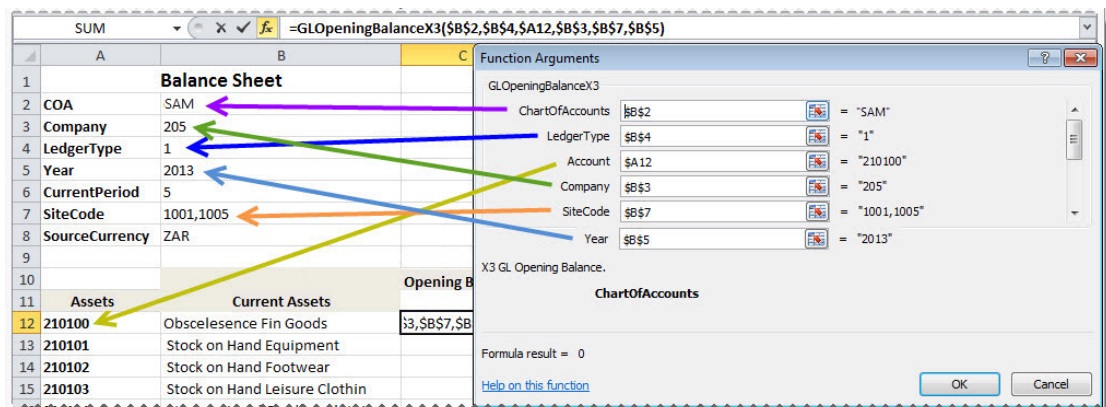 SUM =GLOpeningBalanceX3($B$2,$B$4,$A12,$B$3,$B$7,$B$5)
A B C
1 Balance Sheet
2 COA SAM
3 Company 205
4 LedgerType 1
5 Year 2013
6 CurrentPeriod 5
7 SiteCode 1001,1005
8 SourceCurrency ZAR
9
10 Opening B
11 Assets Current Assets
12 210100 Obscelesence Fin Goods $3,$B$7,$B
13 210101 Stock on Hand Equipment
14 210102 Stock on Hand Footwear
15 210103 Stock on Hand Leisure Clothin
Function Arguments
GLOpeningBalanceX3
ChartOfAccounts $B$2 = "SAM"
LedgerType $B$4 = "1"
Account $A12 = "210100"
Company $B$3 = "205"
SiteCode $B$7 = "1001,1005"
Year $B$5 = "2013"
X3 GL Opening Balance.
ChartOfAccounts
Formula result = 0
Help on this function OK Cancel